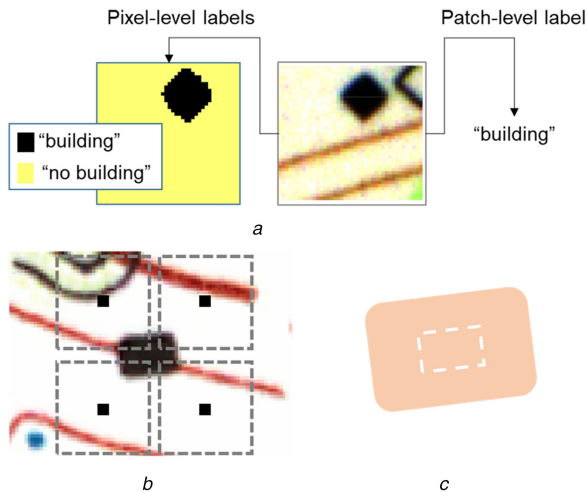 Pixel-level labels
Patch-level label
“building”
“no building”
“building”
a
b
c